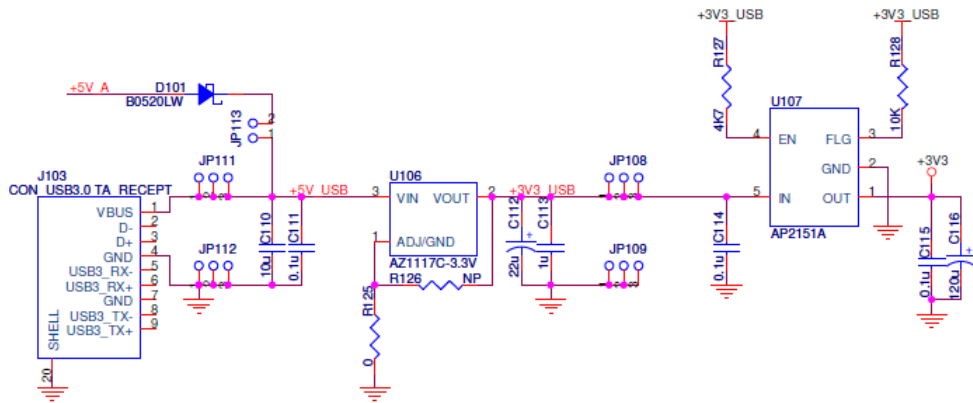 +3V3_USB
+3V3_USB
R127
4K7
R128
10K
+5V_A
D101
B0520LW
JP113
2
1
U107
4 EN
FLG 3
GND 2
5 IN
OUT 1
AP2151A
+3V3
J103
CON_USB3.0 TA_RECEPT
VBUS 1
D- 2
D+ 3
GND 4
USB3_RX- 5
USB3_RX+ 6
GND 7
USB3_TX- 8
USB3_TX+ 9
SHELL
20
JP111
JP112
+5V_USB
C110
10u
C111
0.1u
U106
3 VIN
VOUT 2
1 ADJ/GND
AZ1117C-3.3V
R126
NP
R125
0
+3V3_USB
C112
+
22u
C113
1u
JP108
JP109
C114
0.1u
C115
0.1u
C116
+
120u